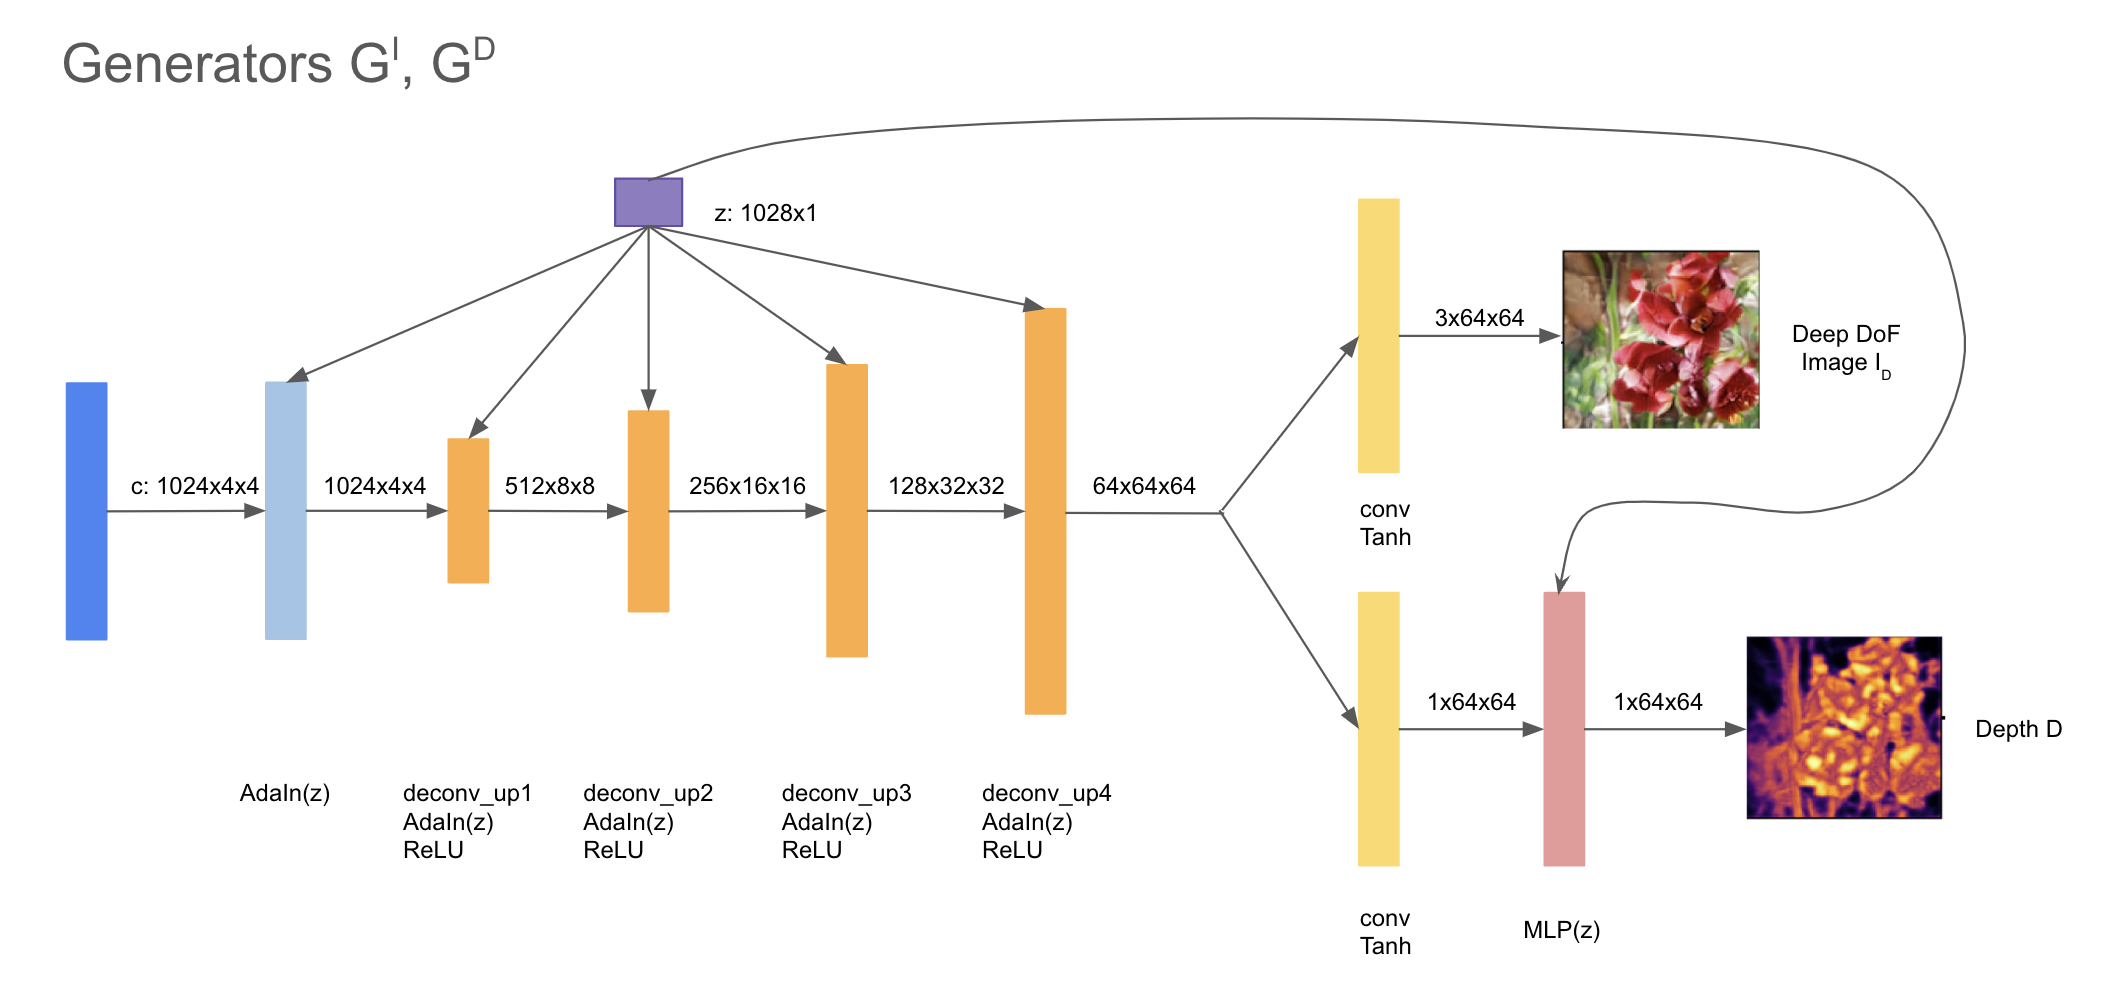 Generators G^I, G^D
z: 1028x1
c: 1024x4x4
1024x4x4
512x8x8
256x16x16
128x32x32
64x64x64
3x64x64
Deep DoF
Image I_D
conv
Tanh
1x64x64
1x64x64
Depth D
AdaIn(z)
deconv_up1
AdaIn(z)
ReLU
deconv_up2
AdaIn(z)
ReLU
deconv_up3
AdaIn(z)
ReLU
deconv_up4
AdaIn(z)
ReLU
conv
Tanh
MLP(z)